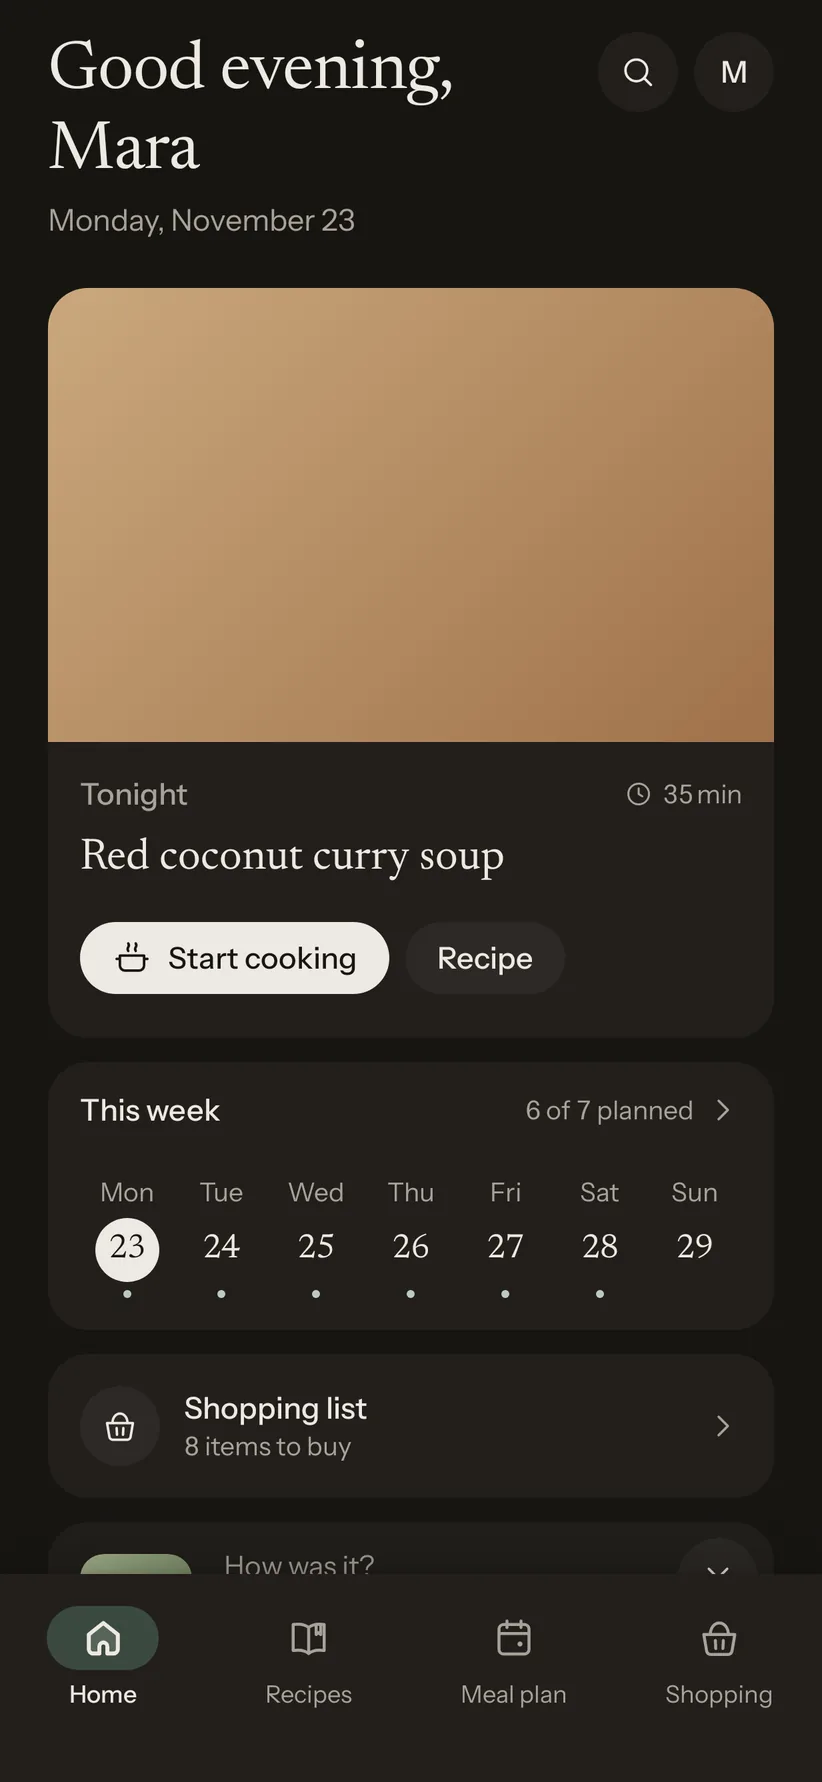 Good evening,
Mara
M
Monday, November 23
Tonight
35 min
Red coconut curry soup
Start cooking
Recipe
This week
6 of 7 planned
Mon Tue Wed Thu Fri Sat Sun
23 24 25 26 27 28 29
Shopping list
8 items to buy
How was it?
Home Recipes Meal plan Shopping